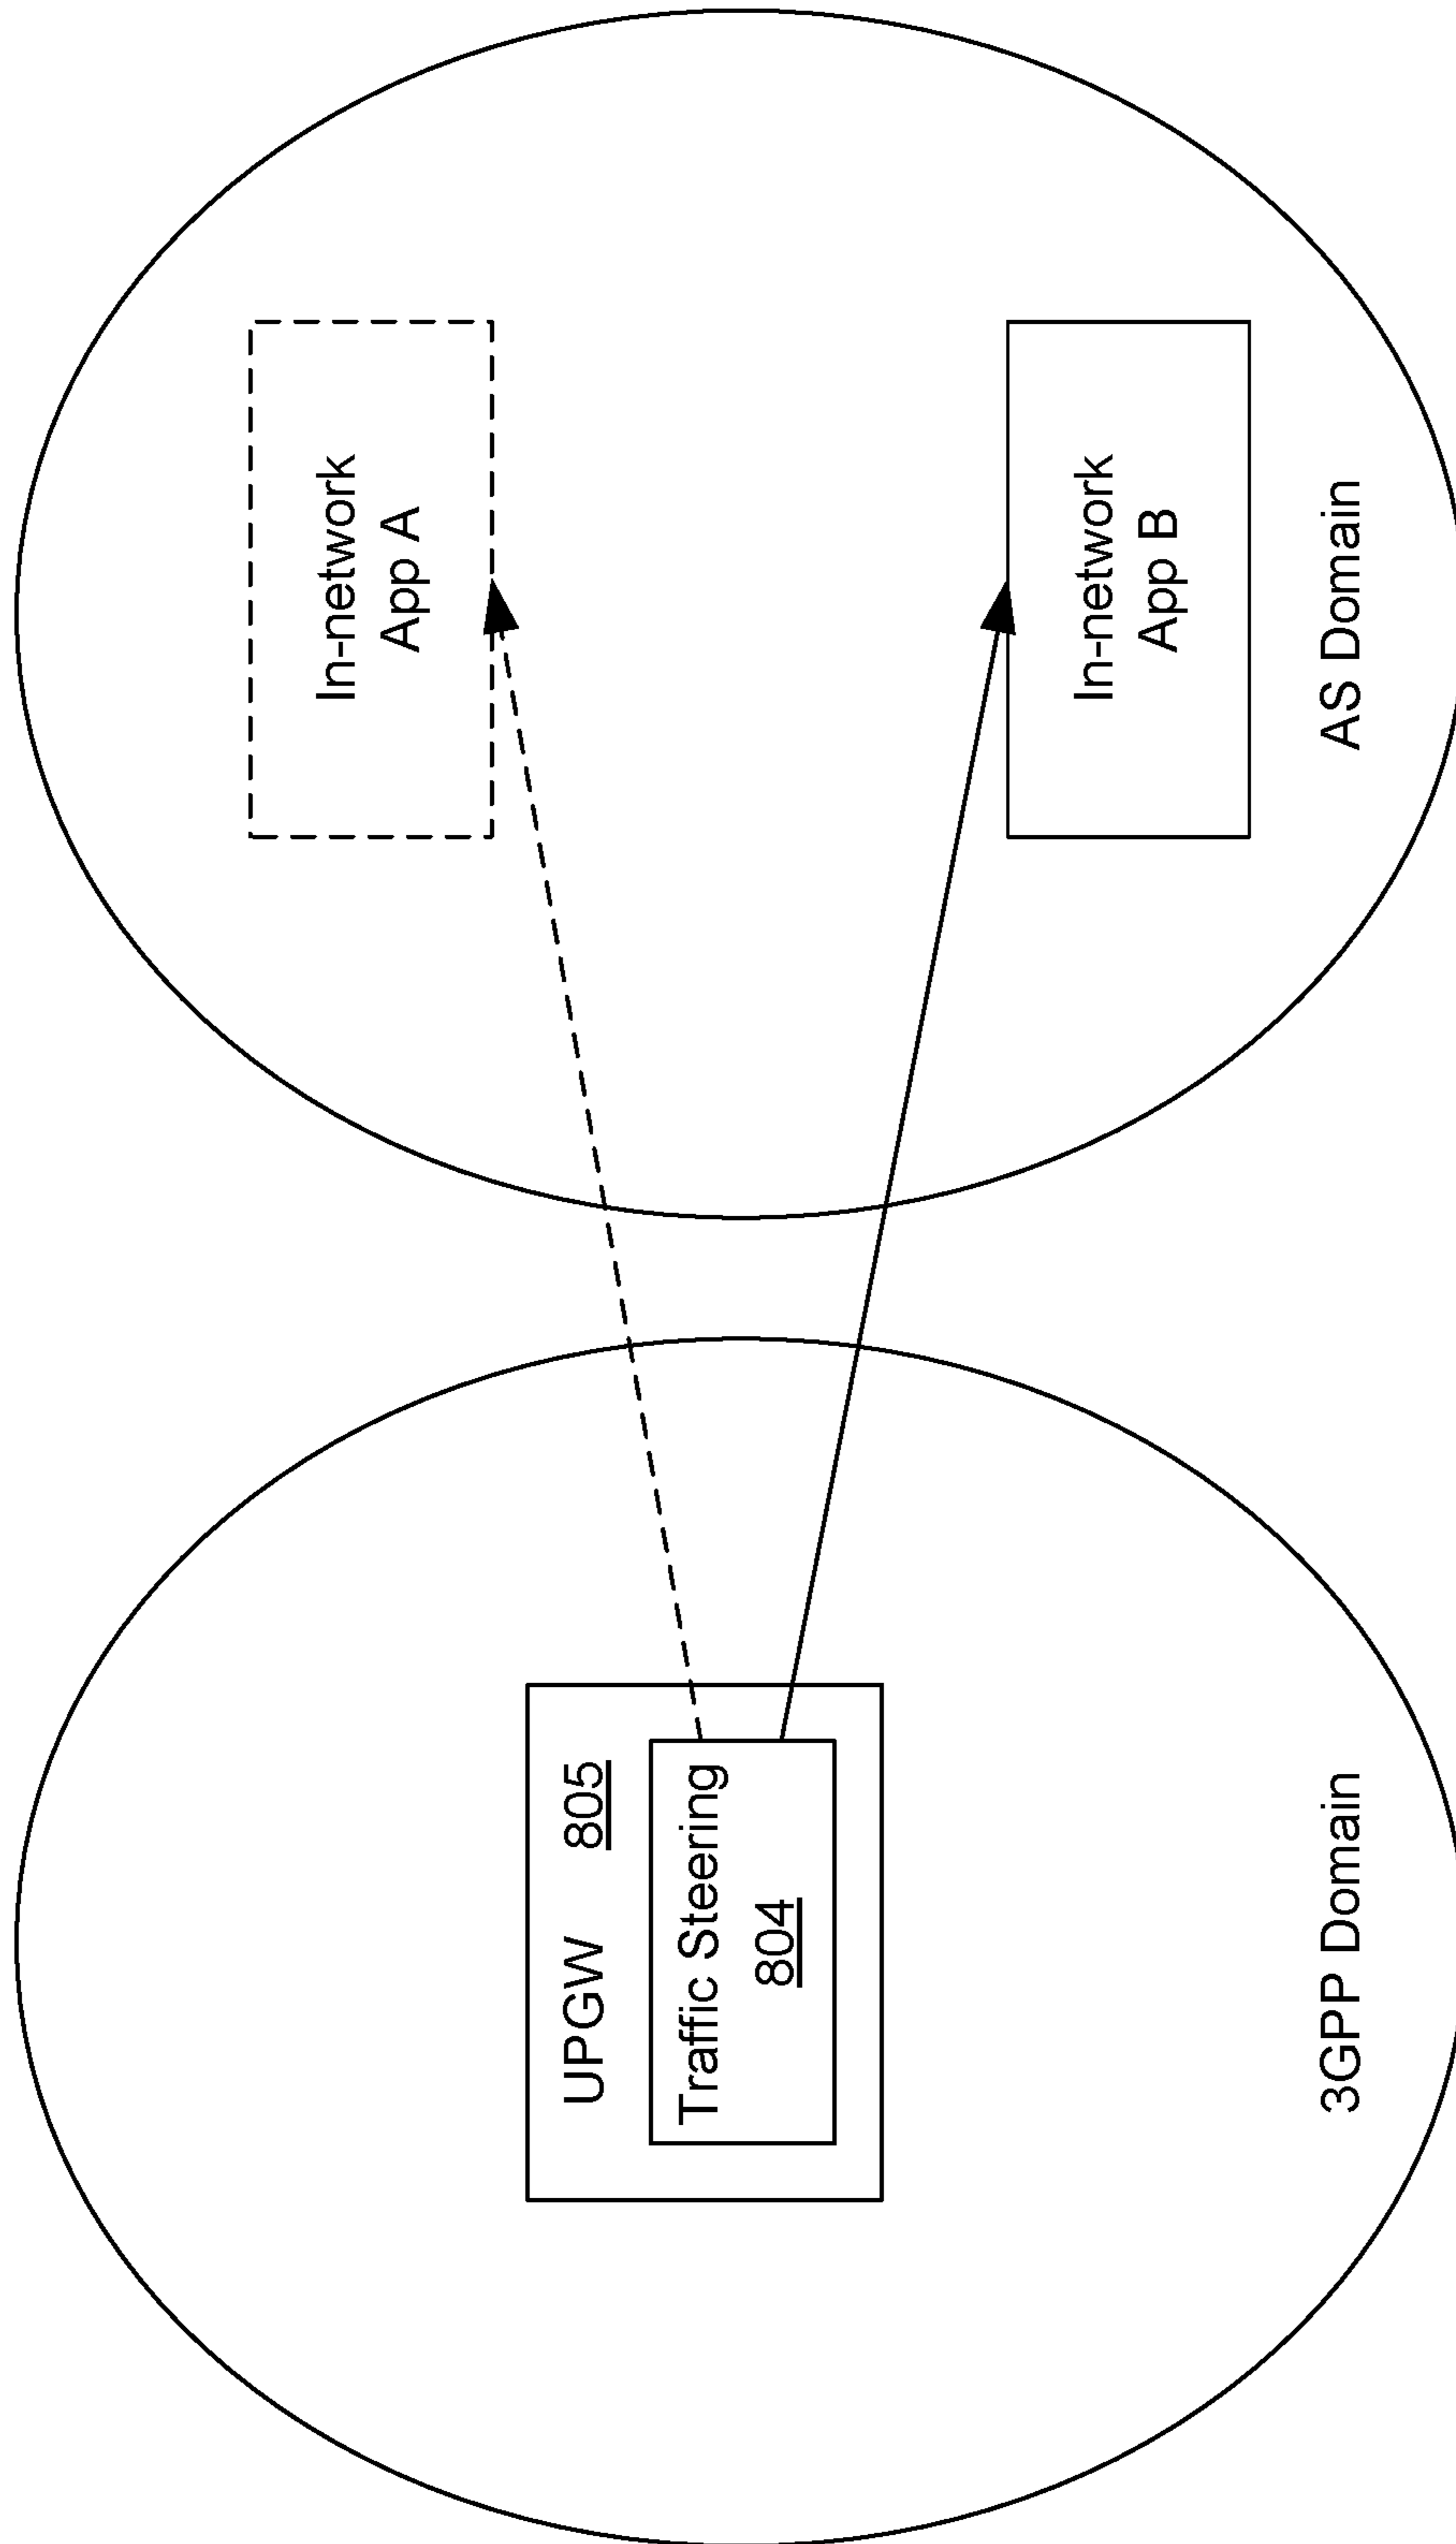 UPGW 805
Traffic Steering
804
3GPP Domain
In-network
App A
In-network
App B
AS Domain